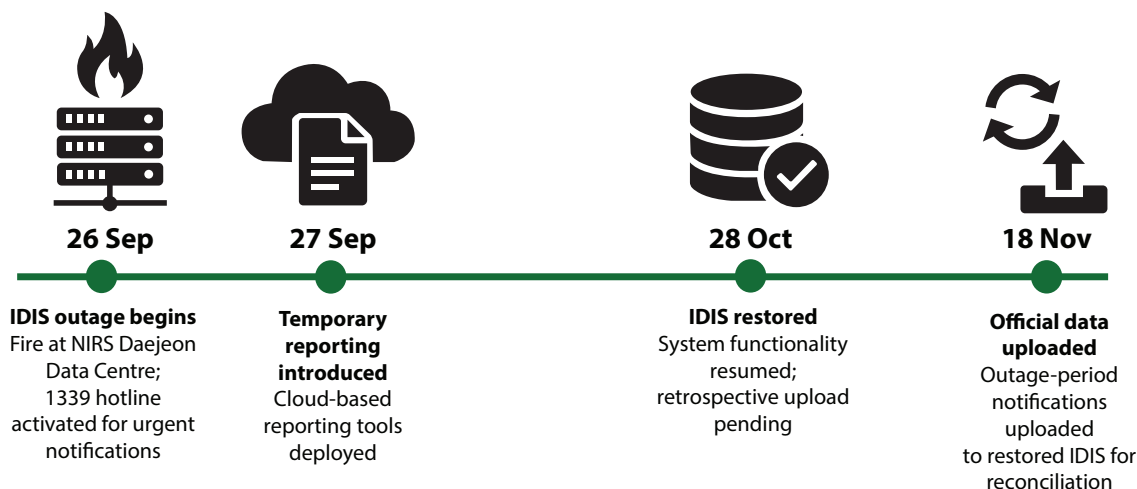 26 Sep
IDIS outage begins
Fire at NIRS Daejeon
Data Centre;
1339 hotline
activated for urgent
notifications
27 Sep
Temporary
reporting
introduced
Cloud-based
reporting tools
deployed
28 Oct
IDIS restored
System functionality
resumed;
retrospective upload
pending
18 Nov
Official data
uploaded
Outage-period
notifications
uploaded
to restored IDIS for
reconciliation